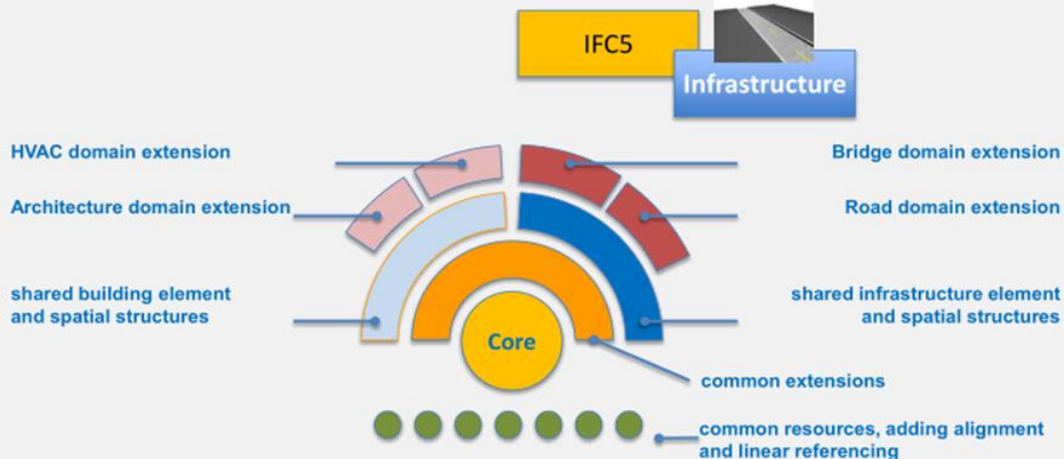 IFC5
Infrastructure
HVAC domain extension
Bridge domain extension
Architecture domain extension
Road domain extension
shared building element
and spatial structures
shared infrastructure element
and spatial structures
Core
common extensions
common resources, adding alignment
and linear referencing